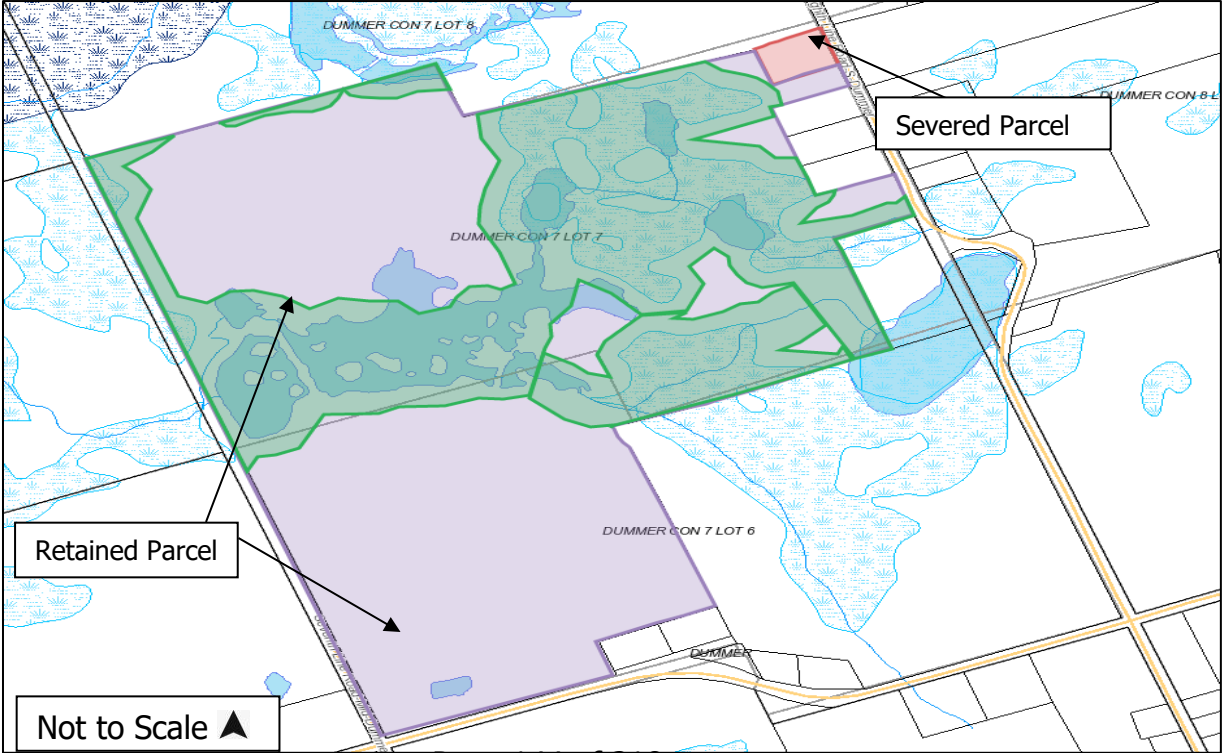 DUMMER CON 7 LOT 8
DUMMER CON 8 L
Severed Parcel
DUMMER CON 7 LOT 7
DUMMER CON 7 LOT 6
Retained Parcel
DUMMER
Not to Scale